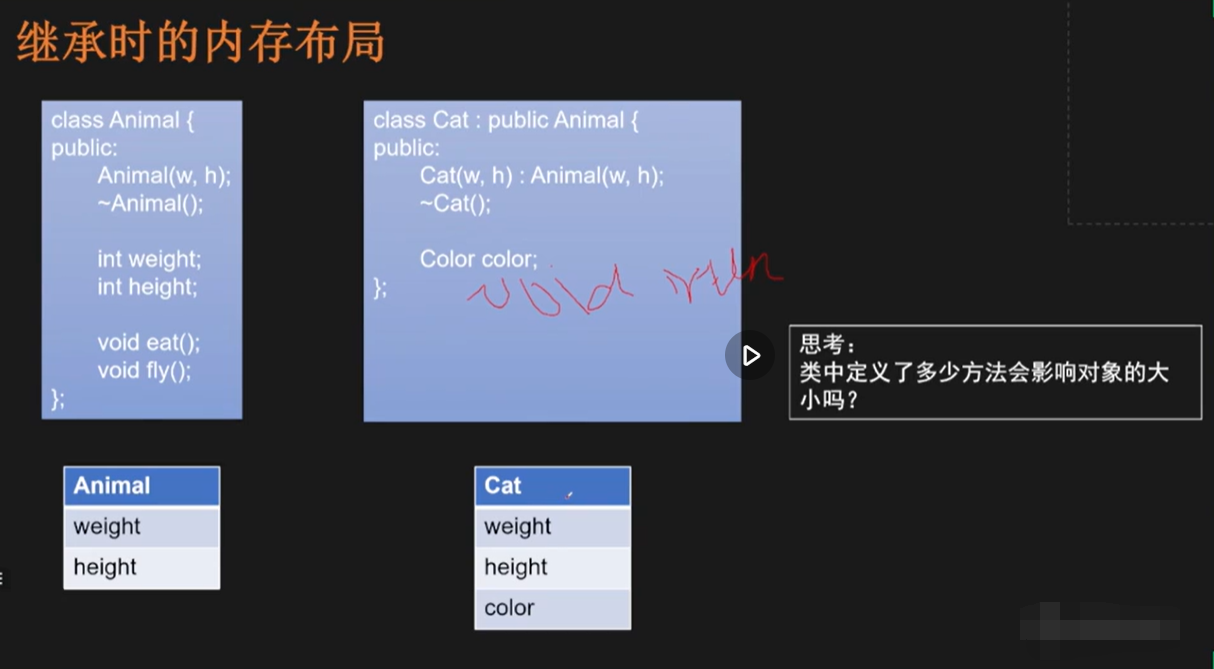 继承时的内存布局
class Animal {
public:
Animal(w, h);
~Animal();
int weight;
int height;
void eat();
void fly();
};
class Cat : public Animal {
public:
Cat(w, h) : Animal(w, h);
~Cat();
Color color;
};
void run
思考：
类中定义了多少方法会影响对象的大
小吗？
Animal
weight
height
Cat
weight
height
color